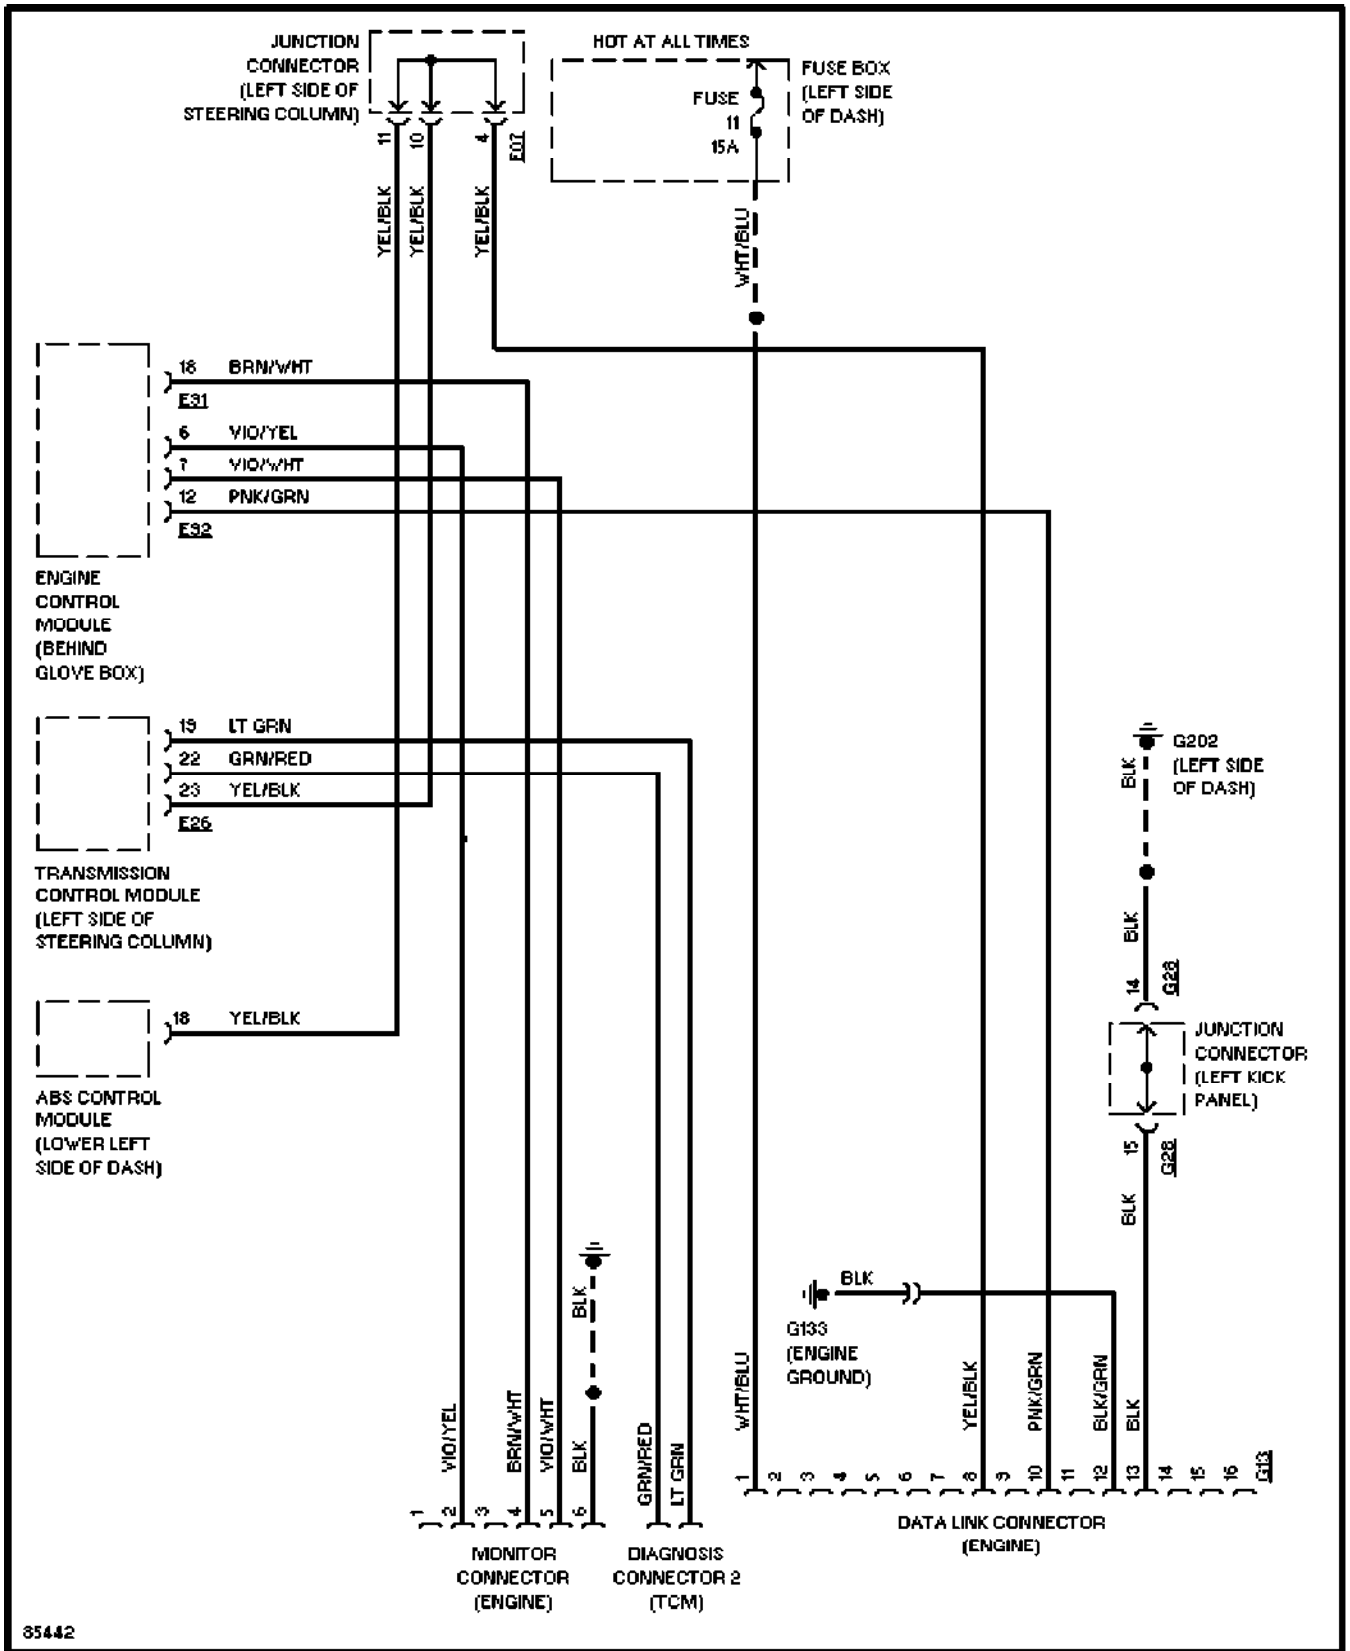 JUNCTION
CONNECTOR
(LEFT SIDE OF
STEERING COLUMN)
11
10
4
E07
YEL/BLK
YEL/BLK
YEL/BLK
HOT AT ALL TIMES
FUSE
11
15A
FUSE BOX
(LEFT SIDE
OF DASH)
WHT/BLU
18 BRN/WHT
E91
6 VIO/YEL
7 VIO/WHT
12 PNK/GRN
E92
ENGINE
CONTROL
MODULE
(BEHIND
GLOVE BOX)
19 LT GRN
22 GRN/RED
23 YEL/BLK
E26
TRANSMISSION
CONTROL MODULE
(LEFT SIDE OF
STEERING COLUMN)
18 YEL/BLK
ABS CONTROL
MODULE
(LOWER LEFT
SIDE OF DASH)
G202
(LEFT SIDE
OF DASH)
BLK
BLK
14
G28
JUNCTION
CONNECTOR
(LEFT KICK
PANEL)
15
G28
BLK
BLK
G133
(ENGINE
GROUND)
BLK
VIO/YEL
BRN/WHT
VIO/WHT
BLK
GRN/RED
LT GRN
WHT/BLU
YEL/BLK
PNK/GRN
BLK/GRN
BLK
1 2 3 4 5 6 7 8 9 10 11 12 13 14 15 16 G13
DATA LINK CONNECTOR
(ENGINE)
1 2 3 4 5 6
MONITOR
CONNECTOR
(ENGINE)
DIAGNOSIS
CONNECTOR 2
(TCM)
85442